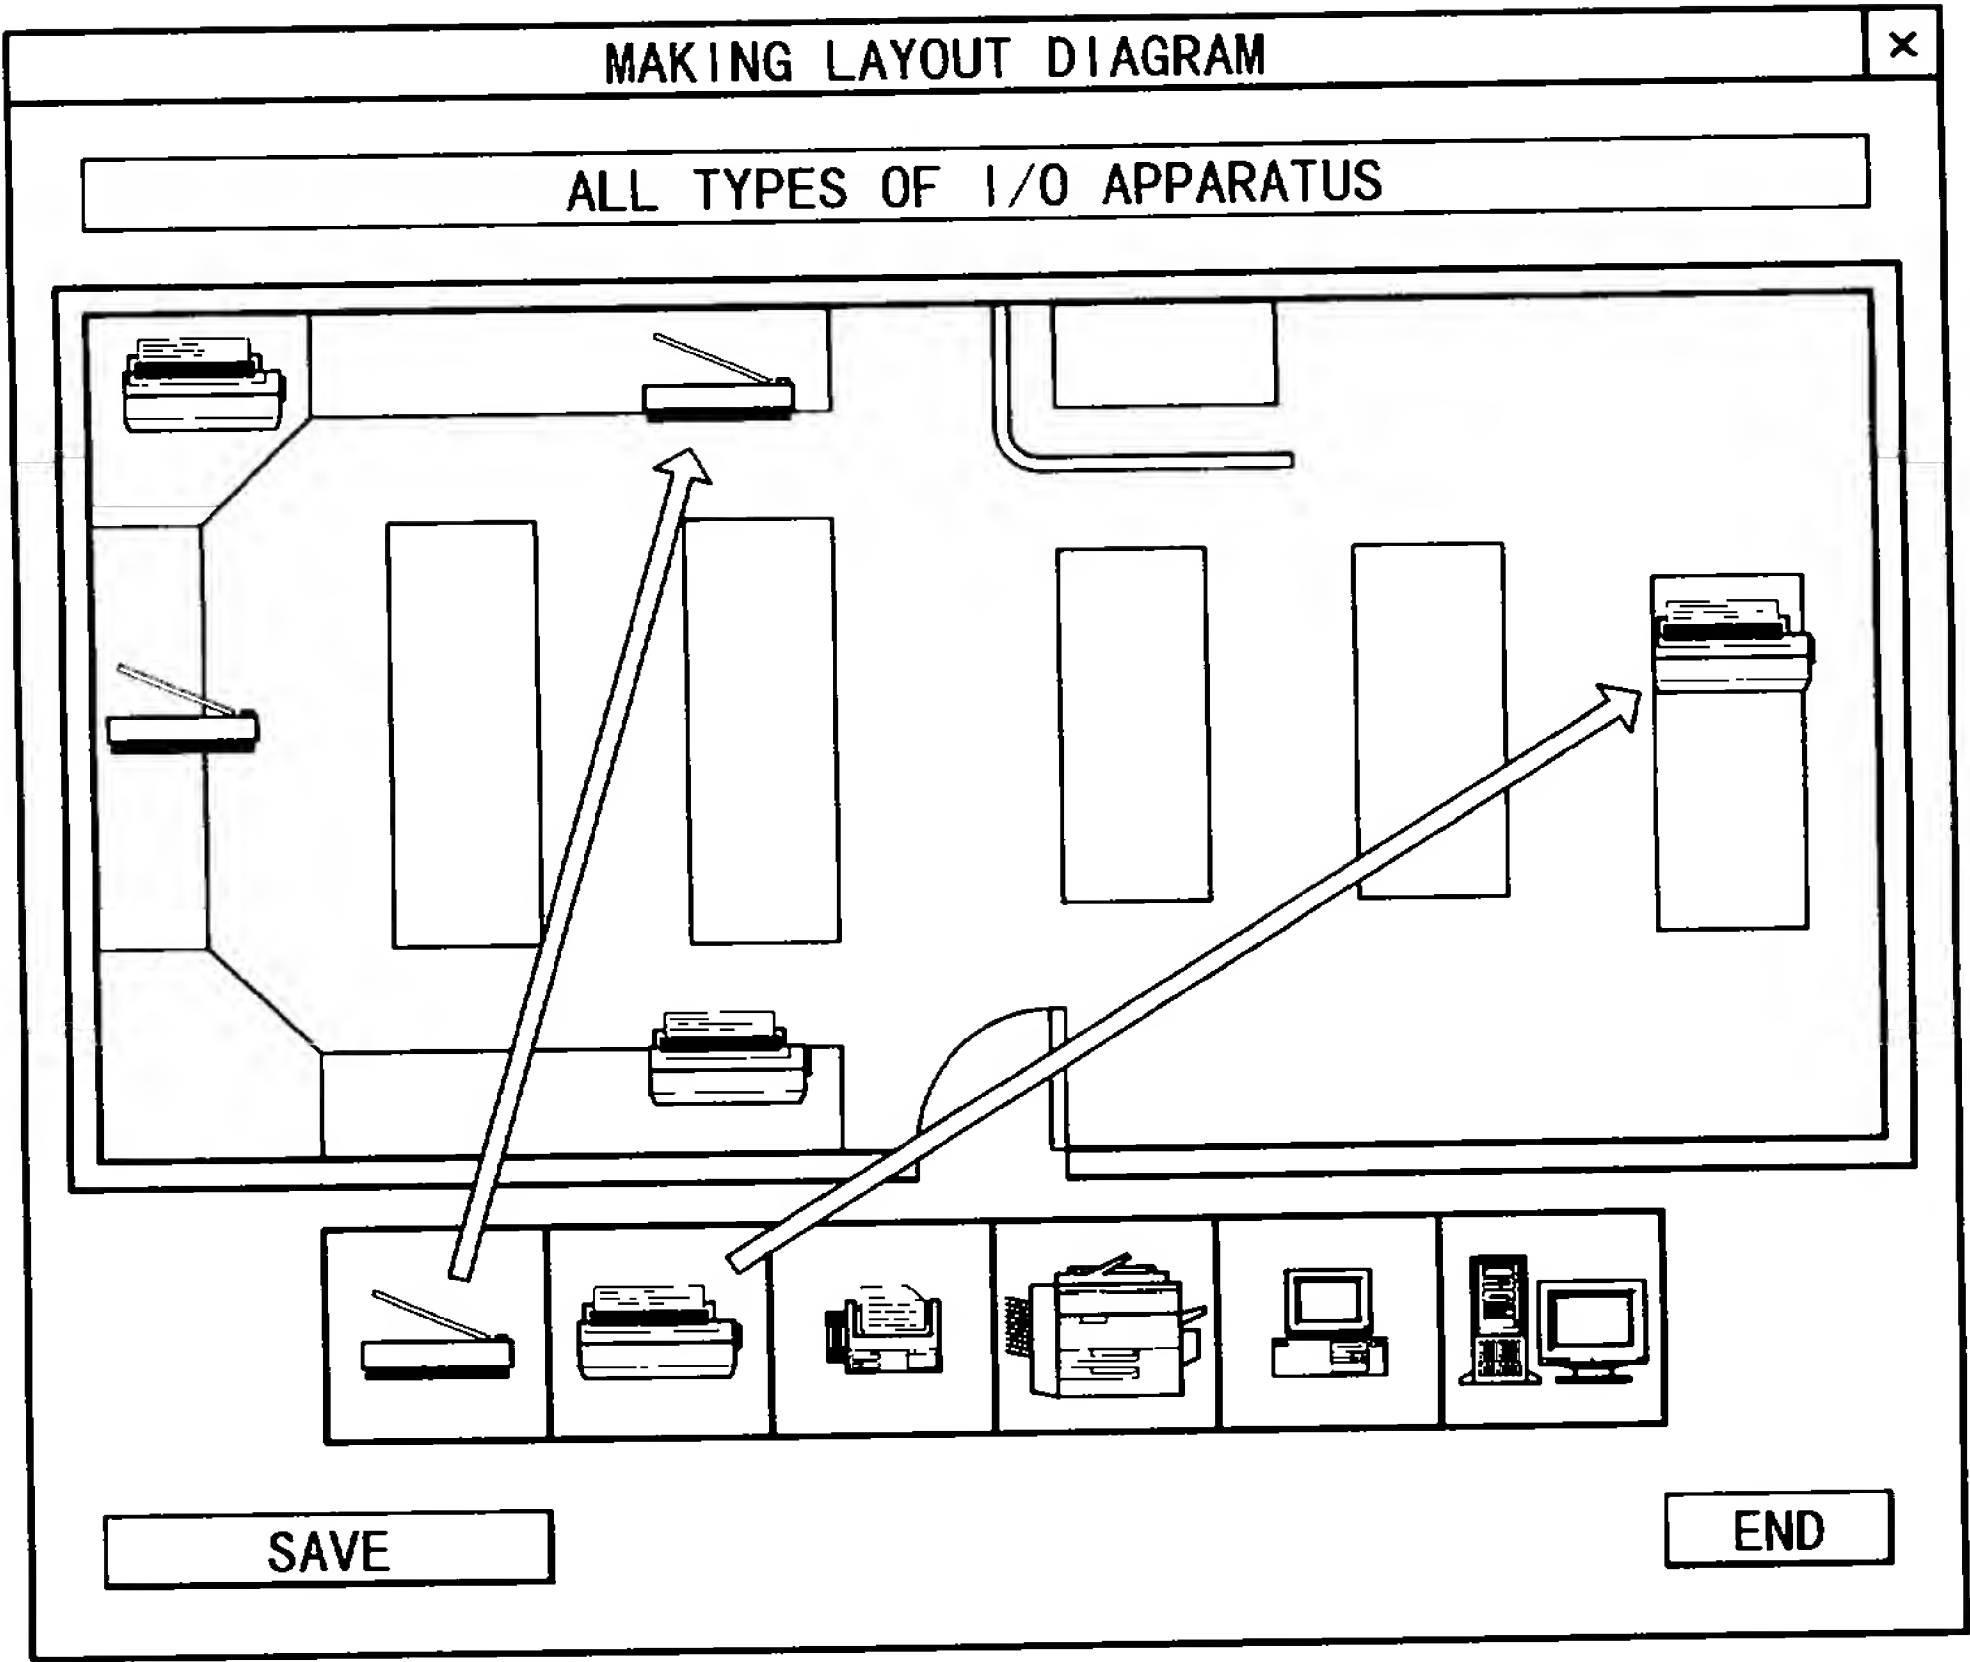 MAKING LAYOUT DIAGRAM ×
ALL TYPES OF I/O APPARATUS
SAVE
END